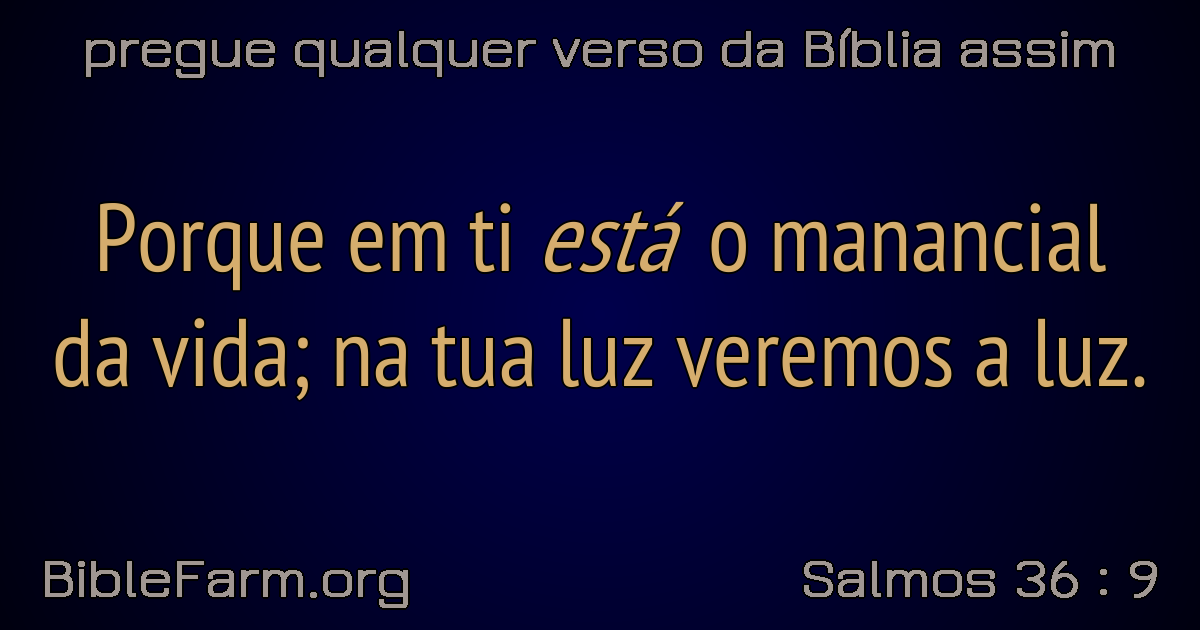 pregue qualquer verso da Bíblia assim
Porque em ti está o manancial
da vida; na tua luz veremos a luz.
BibleFarm.org
Salmos 36 : 9